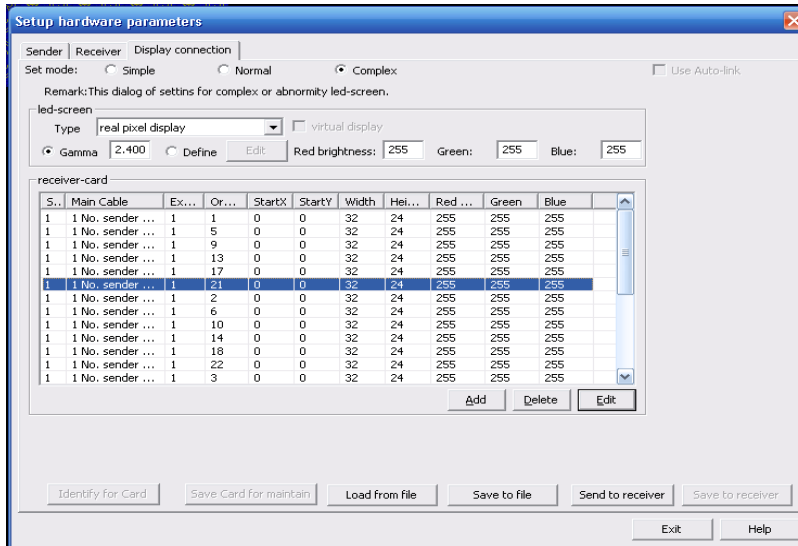 Setup hardware parameters
Sender Receiver Display connection
Set mode: Simple Normal Complex Use Auto-link
Remark:This dialog of settins for complex or abnormity led-screen.
led-screen
Type real pixel display virtual display
Gamma 2.400 Define Edit Red brightness: 255 Green: 255 Blue: 255
receiver-card
S.. Main Cable Ex... Or... StartX StartY Width Hei... Red ... Green Blue
1 1 No. sender ... 1 1 0 0 32 24 255 255 255
1 1 No. sender ... 1 5 0 0 32 24 255 255 255
1 1 No. sender ... 1 9 0 0 32 24 255 255 255
1 1 No. sender ... 1 13 0 0 32 24 255 255 255
1 1 No. sender ... 1 17 0 0 32 24 255 255 255
1 1 No. sender ... 1 21 0 0 32 24 255 255 255
1 1 No. sender ... 1 2 0 0 32 24 255 255 255
1 1 No. sender ... 1 6 0 0 32 24 255 255 255
1 1 No. sender ... 1 10 0 0 32 24 255 255 255
1 1 No. sender ... 1 14 0 0 32 24 255 255 255
1 1 No. sender ... 1 18 0 0 32 24 255 255 255
1 1 No. sender ... 1 22 0 0 32 24 255 255 255
1 1 No. sender ... 1 3 0 0 32 24 255 255 255
Add Delete Edit
Identify for Card Save Card for maintain Load from file Save to file Send to receiver Save to receiver
Exit Help